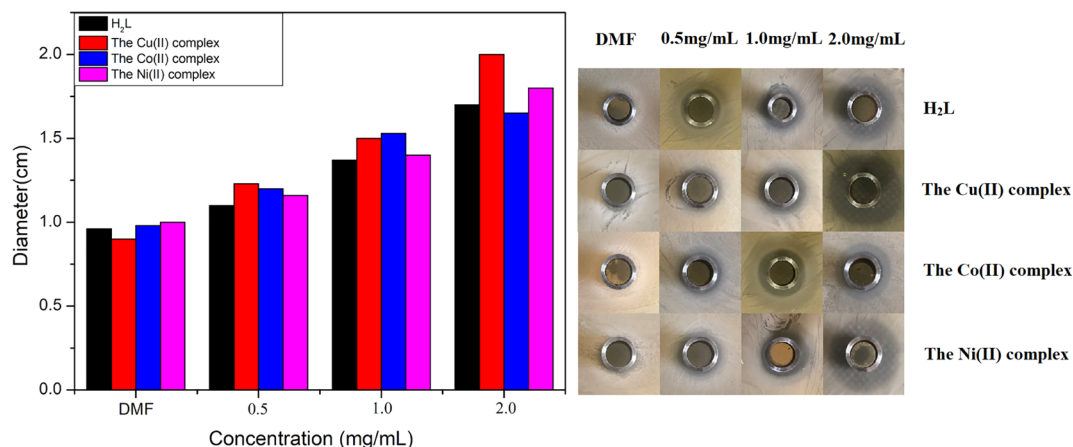 H₂L
The Cu(II) complex
The Co(II) complex
The Ni(II) complex
Diameter(cm)
2.0
1.5
1.0
0.5
0.0
DMF 0.5 1.0 2.0
Concentration (mg/mL)
DMF 0.5mg/mL 1.0mg/mL 2.0mg/mL
H₂L
The Cu(II) complex
The Co(II) complex
The Ni(II) complex